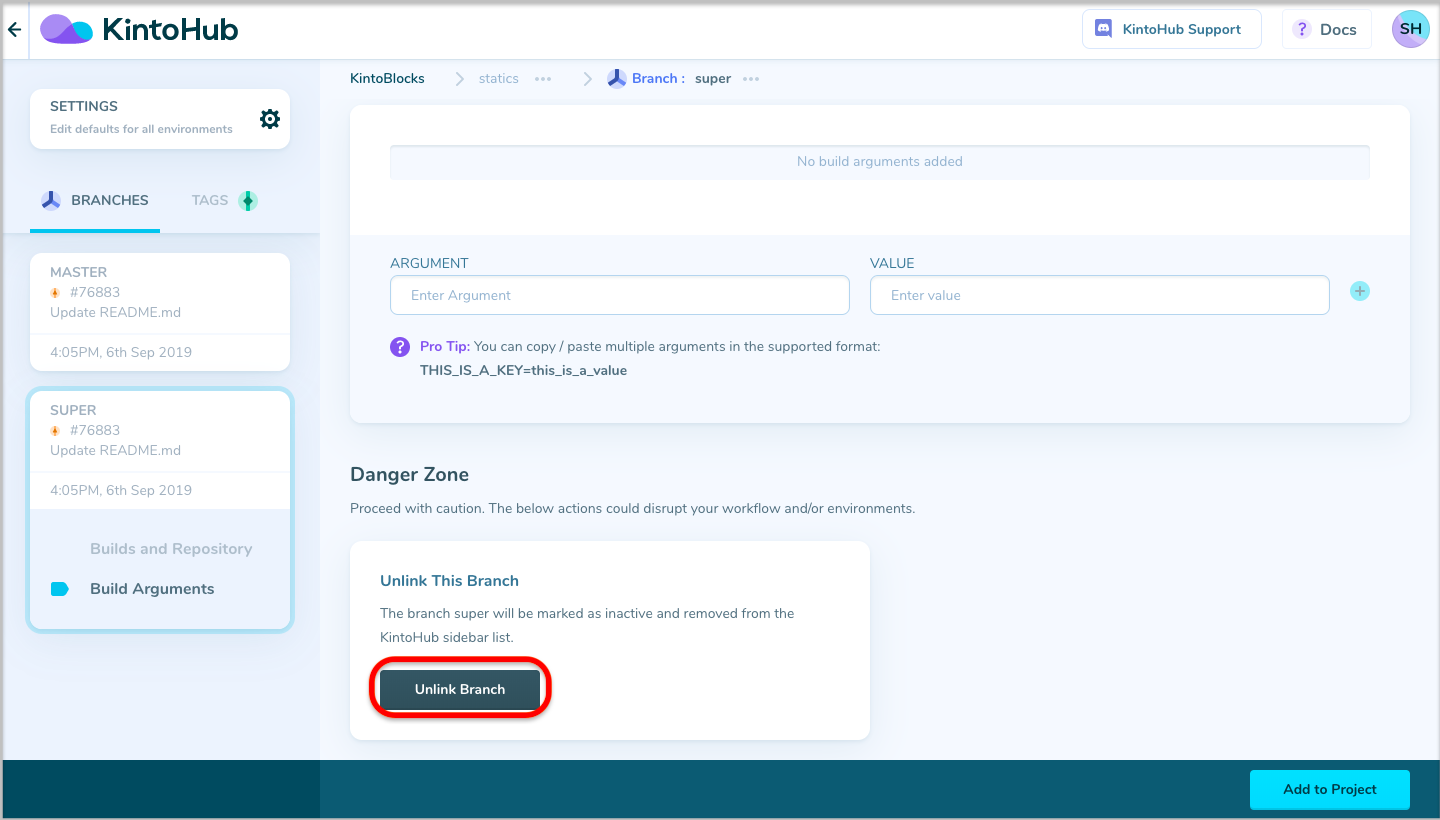 KintoHub
KintoHub Support
? Docs
SH
SETTINGS
Edit defaults for all environments
BRANCHES
TAGS
MASTER
#76883
Update README.md
4:05PM, 6th Sep 2019
SUPER
#76883
Update README.md
4:05PM, 6th Sep 2019
Builds and Repository
Build Arguments
KintoBlocks
statics
Branch : super
No build arguments added
ARGUMENT
VALUE
Enter Argument
Enter value
? Pro Tip: You can copy / paste multiple arguments in the supported format:
THIS_IS_A_KEY=this_is_a_value
Danger Zone
Proceed with caution. The below actions could disrupt your workflow and/or environments.
Unlink This Branch
The branch super will be marked as inactive and removed from the
KintoHub sidebar list.
Unlink Branch
Add to Project